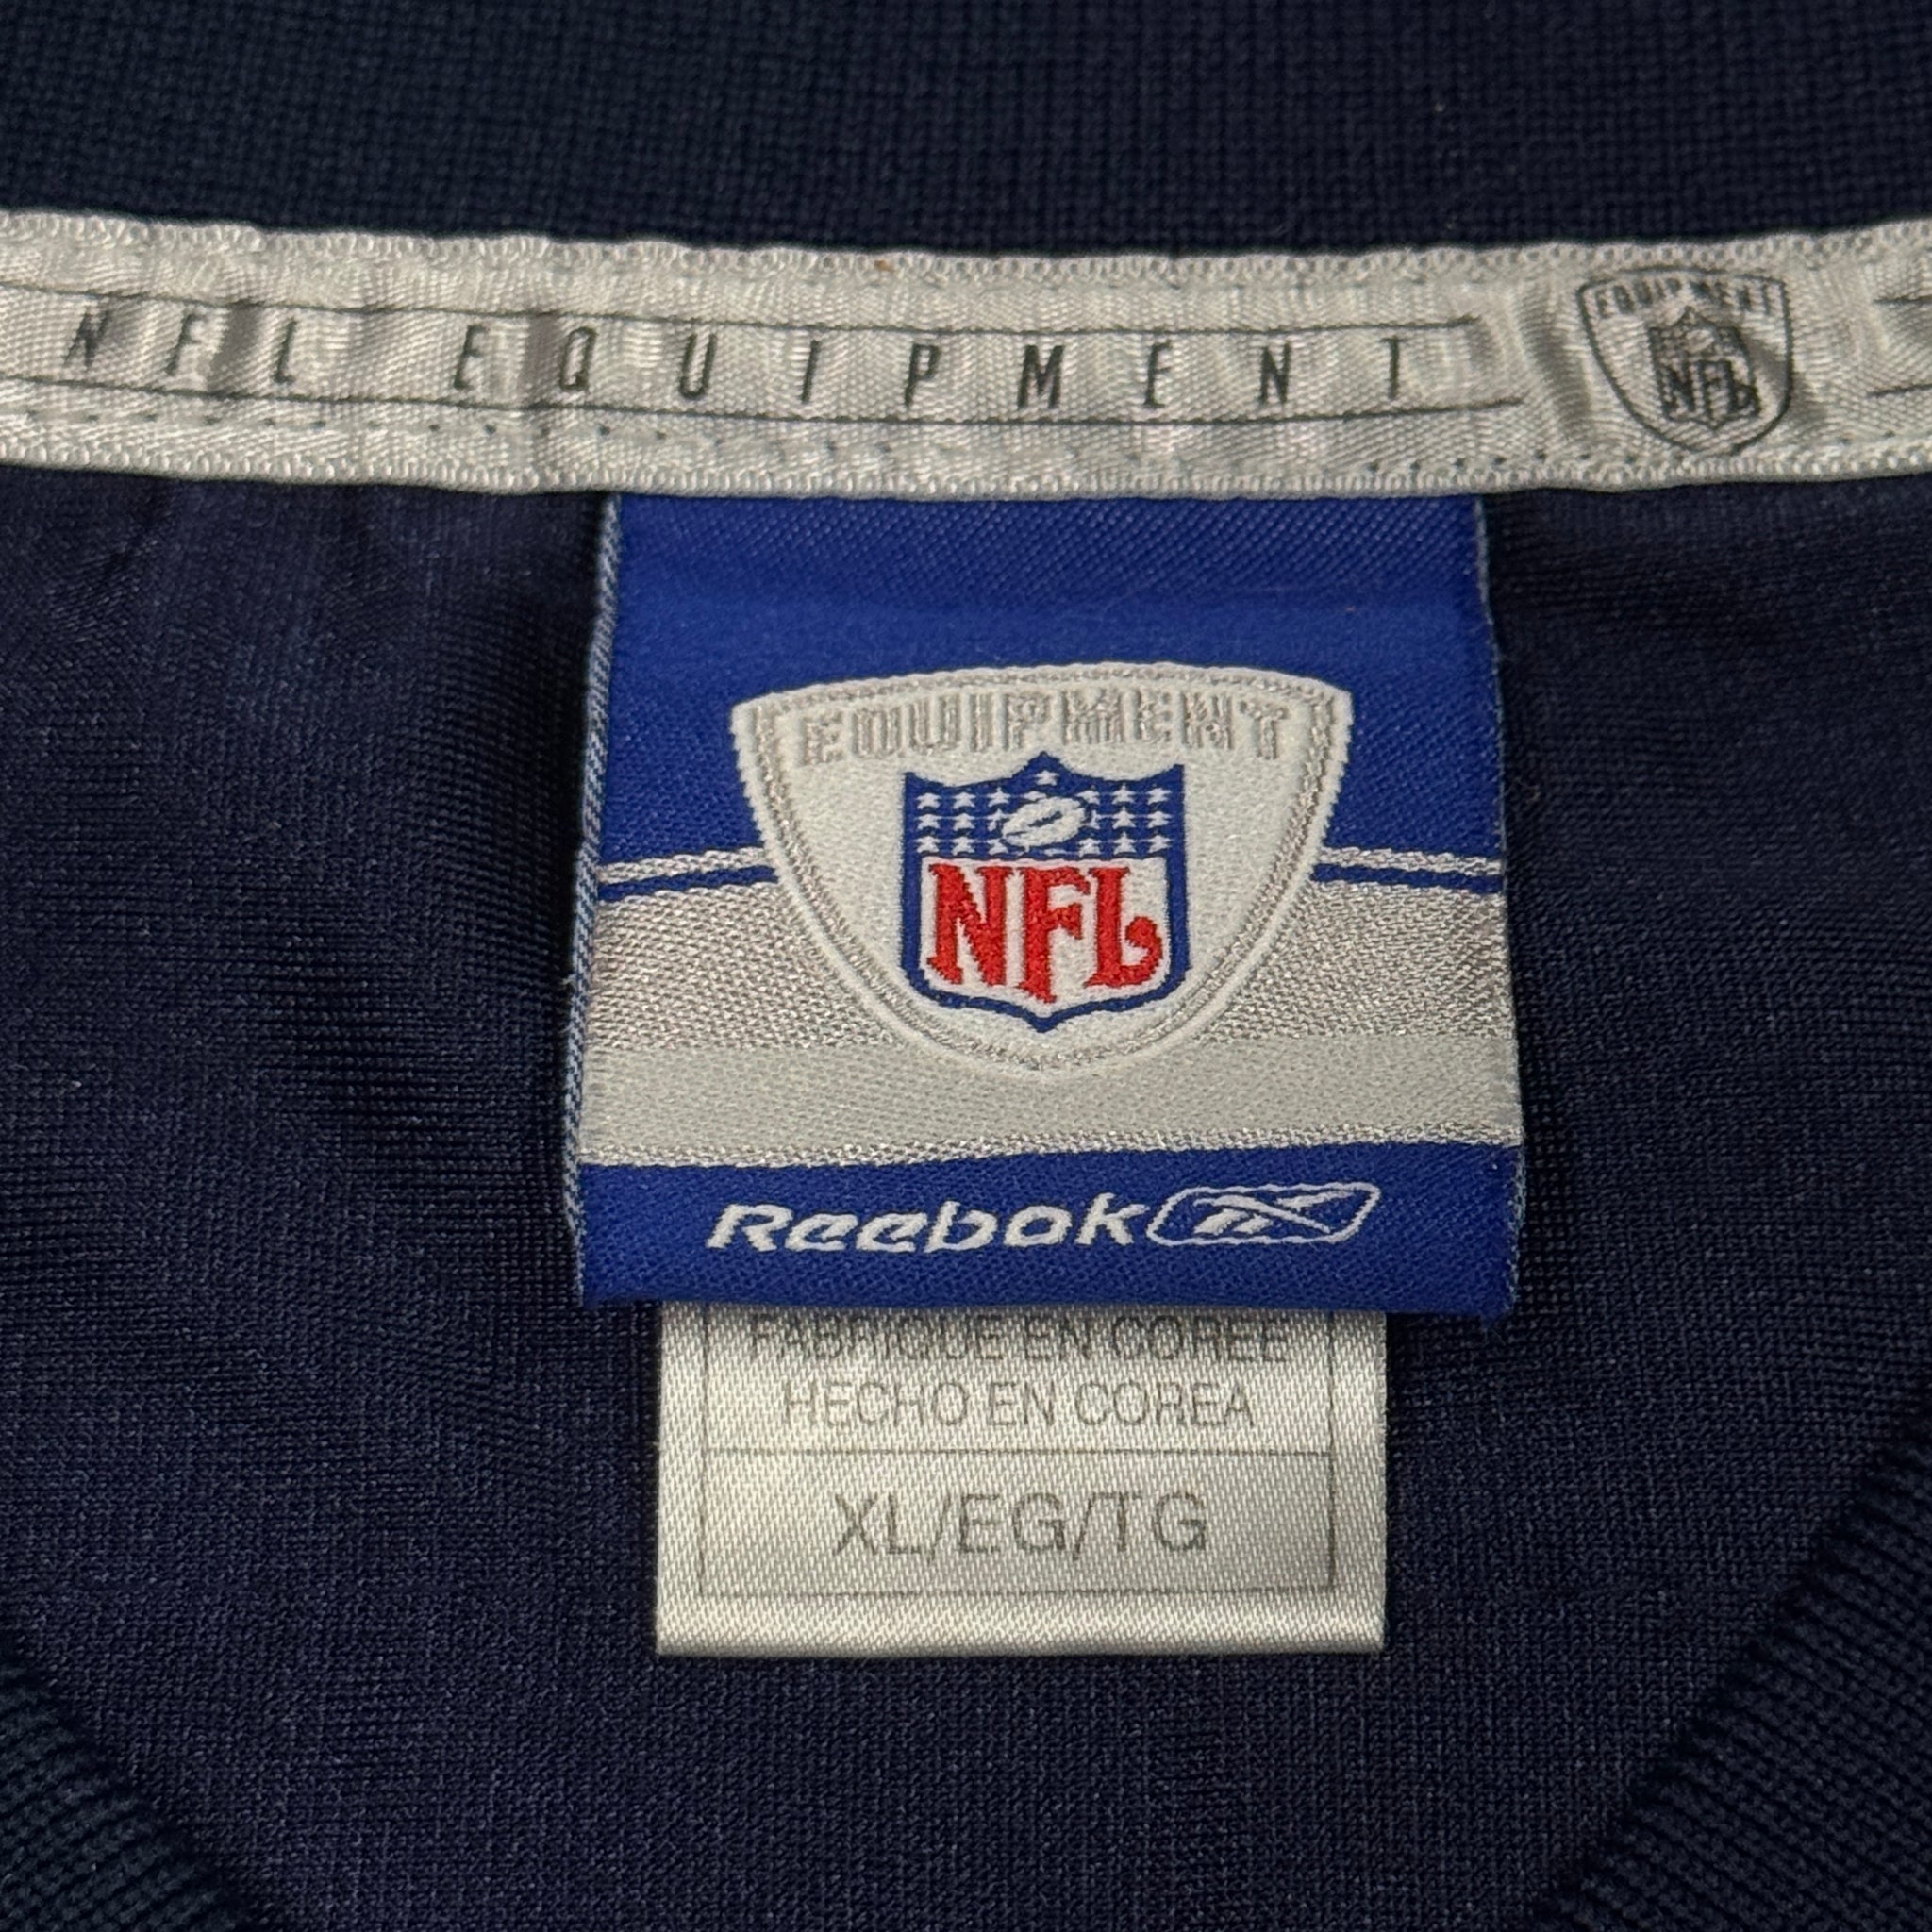 NFL EQUIPMENT
EQUIPMENT
NFL
EQUIPMENT
NFL
Reebok
FABRIQUE EN COREE
HECHO EN COREA
XL/EG/TG